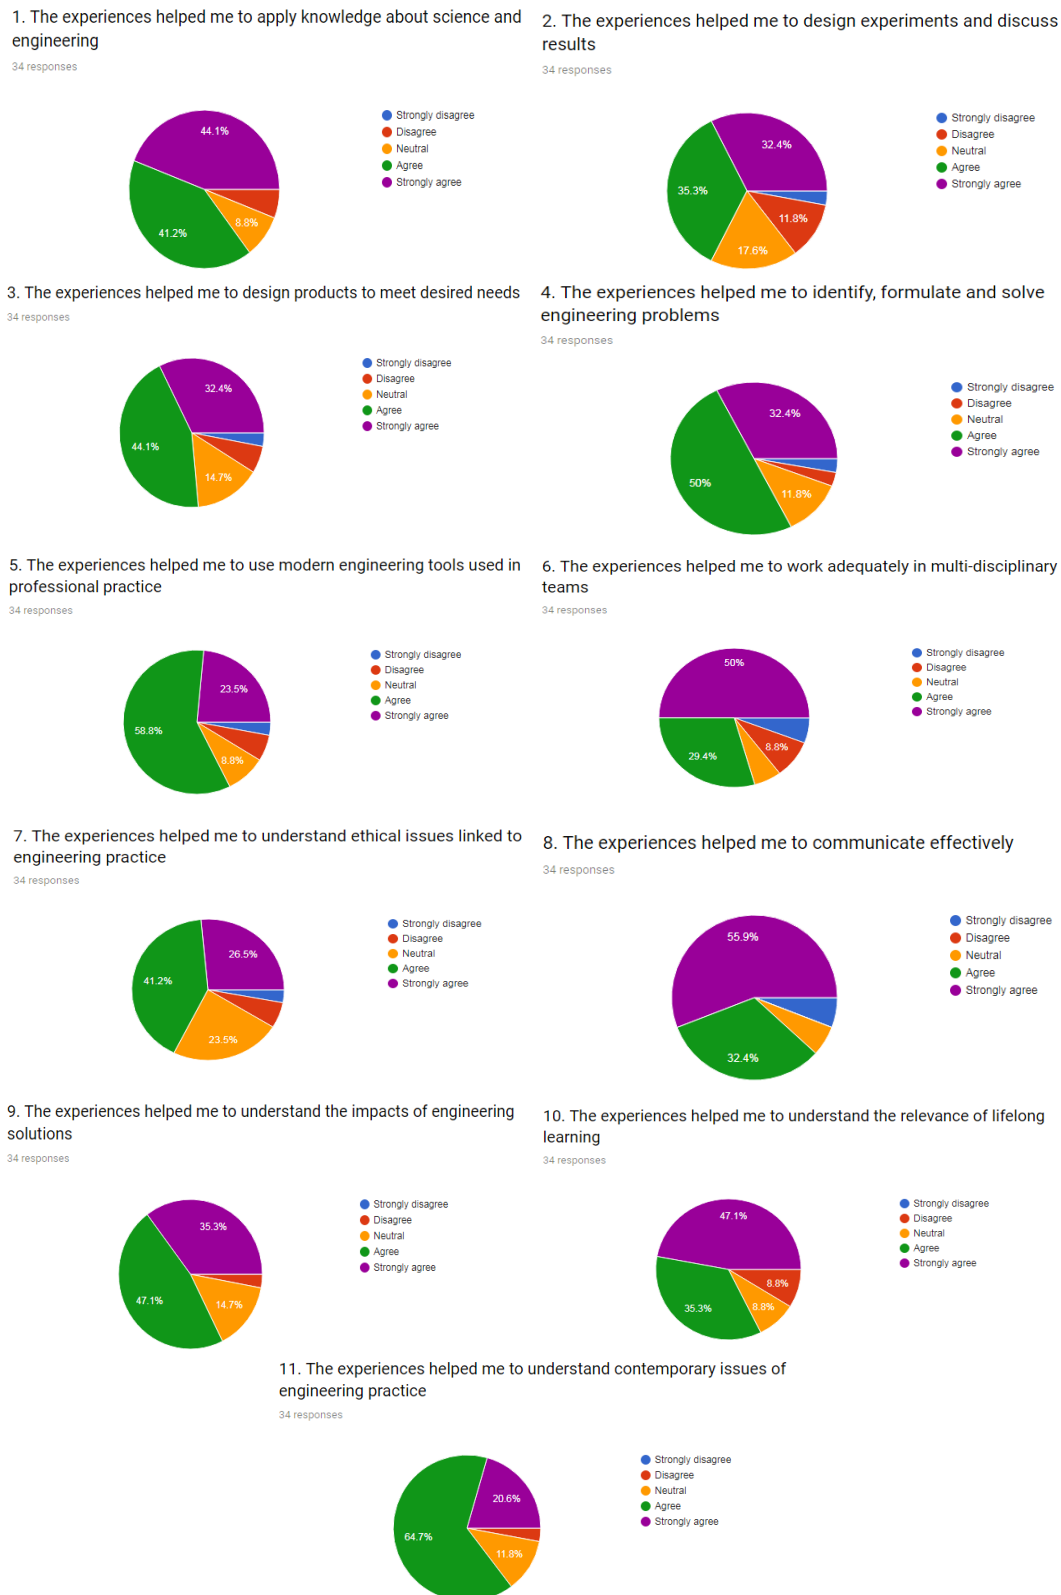 1. The experiences helped me to apply knowledge about science and
engineering
34 responses
44.1%
8.8%
41.2%
Strongly disagree
Disagree
Neutral
Agree
Strongly agree
2. The experiences helped me to design experiments and discuss
results
34 responses
32.4%
35.3%
11.8%
17.6%
Strongly disagree
Disagree
Neutral
Agree
Strongly agree
3. The experiences helped me to design products to meet desired needs
34 responses
32.4%
44.1%
14.7%
Strongly disagree
Disagree
Neutral
Agree
Strongly agree
4. The experiences helped me to identify, formulate and solve
engineering problems
34 responses
32.4%
50%
11.8%
Strongly disagree
Disagree
Neutral
Agree
Strongly agree
5. The experiences helped me to use modern engineering tools used in
professional practice
34 responses
23.5%
58.8%
8.8%
Strongly disagree
Disagree
Neutral
Agree
Strongly agree
6. The experiences helped me to work adequately in multi-disciplinary
teams
34 responses
50%
8.8%
29.4%
Strongly disagree
Disagree
Neutral
Agree
Strongly agree
7. The experiences helped me to understand ethical issues linked to
engineering practice
34 responses
26.5%
41.2%
23.5%
Strongly disagree
Disagree
Neutral
Agree
Strongly agree
8. The experiences helped me to communicate effectively
34 responses
55.9%
32.4%
Strongly disagree
Disagree
Neutral
Agree
Strongly agree
9. The experiences helped me to understand the impacts of engineering
solutions
34 responses
35.3%
47.1%
14.7%
Strongly disagree
Disagree
Neutral
Agree
Strongly agree
10. The experiences helped me to understand the relevance of lifelong
learning
34 responses
47.1%
8.8%
35.3%
8.8%
Strongly disagree
Disagree
Neutral
Agree
Strongly agree
11. The experiences helped me to understand contemporary issues of
engineering practice
34 responses
20.6%
64.7%
11.8%
Strongly disagree
Disagree
Neutral
Agree
Strongly agree